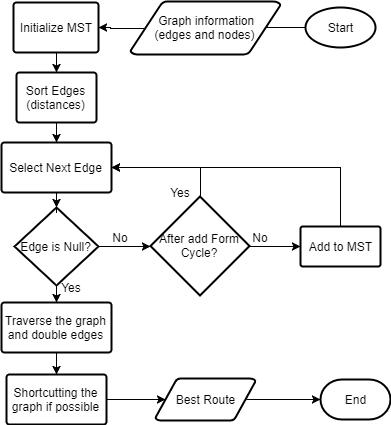 Initialize MST
Graph information
(edges and nodes)
Start
Sort Edges
(distances)
Select Next Edge
Yes
Edge is Null?
No
After add Form
Cycle?
No
Add to MST
Yes
Traverse the graph
and double edges
Shortcutting the
graph if possible
Best Route
End